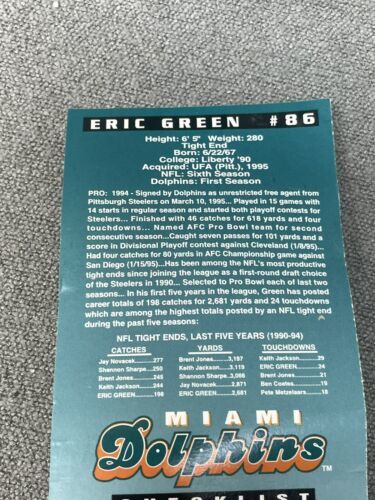 ERIC GREEN #86
Height: 6' 5" Weight: 280
Tight End
Born: 6/22/67
College: Liberty '90
Acquired: UFA (Pitt.), 1995
NFL: Sixth Season
Dolphins: First Season
PRO: 1994 - Signed by Dolphins as unrestricted free agent from
Pittsburgh Steelers on March 10, 1995... Played in 15 games with
14 starts in regular season and started both playoff contests for
Steelers... Finished with 46 catches for 618 yards and four
touchdowns... Named AFC Pro Bowl team for second
consecutive season...Caught seven passes for 101 yards and a
score in Divisional Playoff contest against Cleveland (1/8/95)...
Had four catches for 80 yards in AFC Championship game against
San Diego (1/15/95)...Has been among the NFL's most productive
tight ends since joining the league as a first-round draft choice
of the Steelers in 1990... Selected to Pro Bowl each of last two
seasons... In his first five years in the league, Green has posted
career totals of 198 catches for 2,681 yards and 24 touchdowns
which are among the highest totals posted by an NFL tight end
during the past five seasons.
NFL TIGHT ENDS, LAST FIVE YEARS (1990-94)
CATCHES YARDS TOUCHDOWNS
Jay Novacek.......277 Brent Jones.....3,187 Keith Jackson......29
Shannon Sharpe...250 Keith Jackson....3,119 ERIC GREEN.......24
Brent Jones.......245 Shannon Sharpe...3,086 Brent Jones........21
Keith Jackson......244 Jay Novacek......2,871 Ben Coates........19
ERIC GREEN.......198 ERIC GREEN.......2,681 Pete Metzelaars....18
MIAMI
Dolphins TM
CHECKLIST